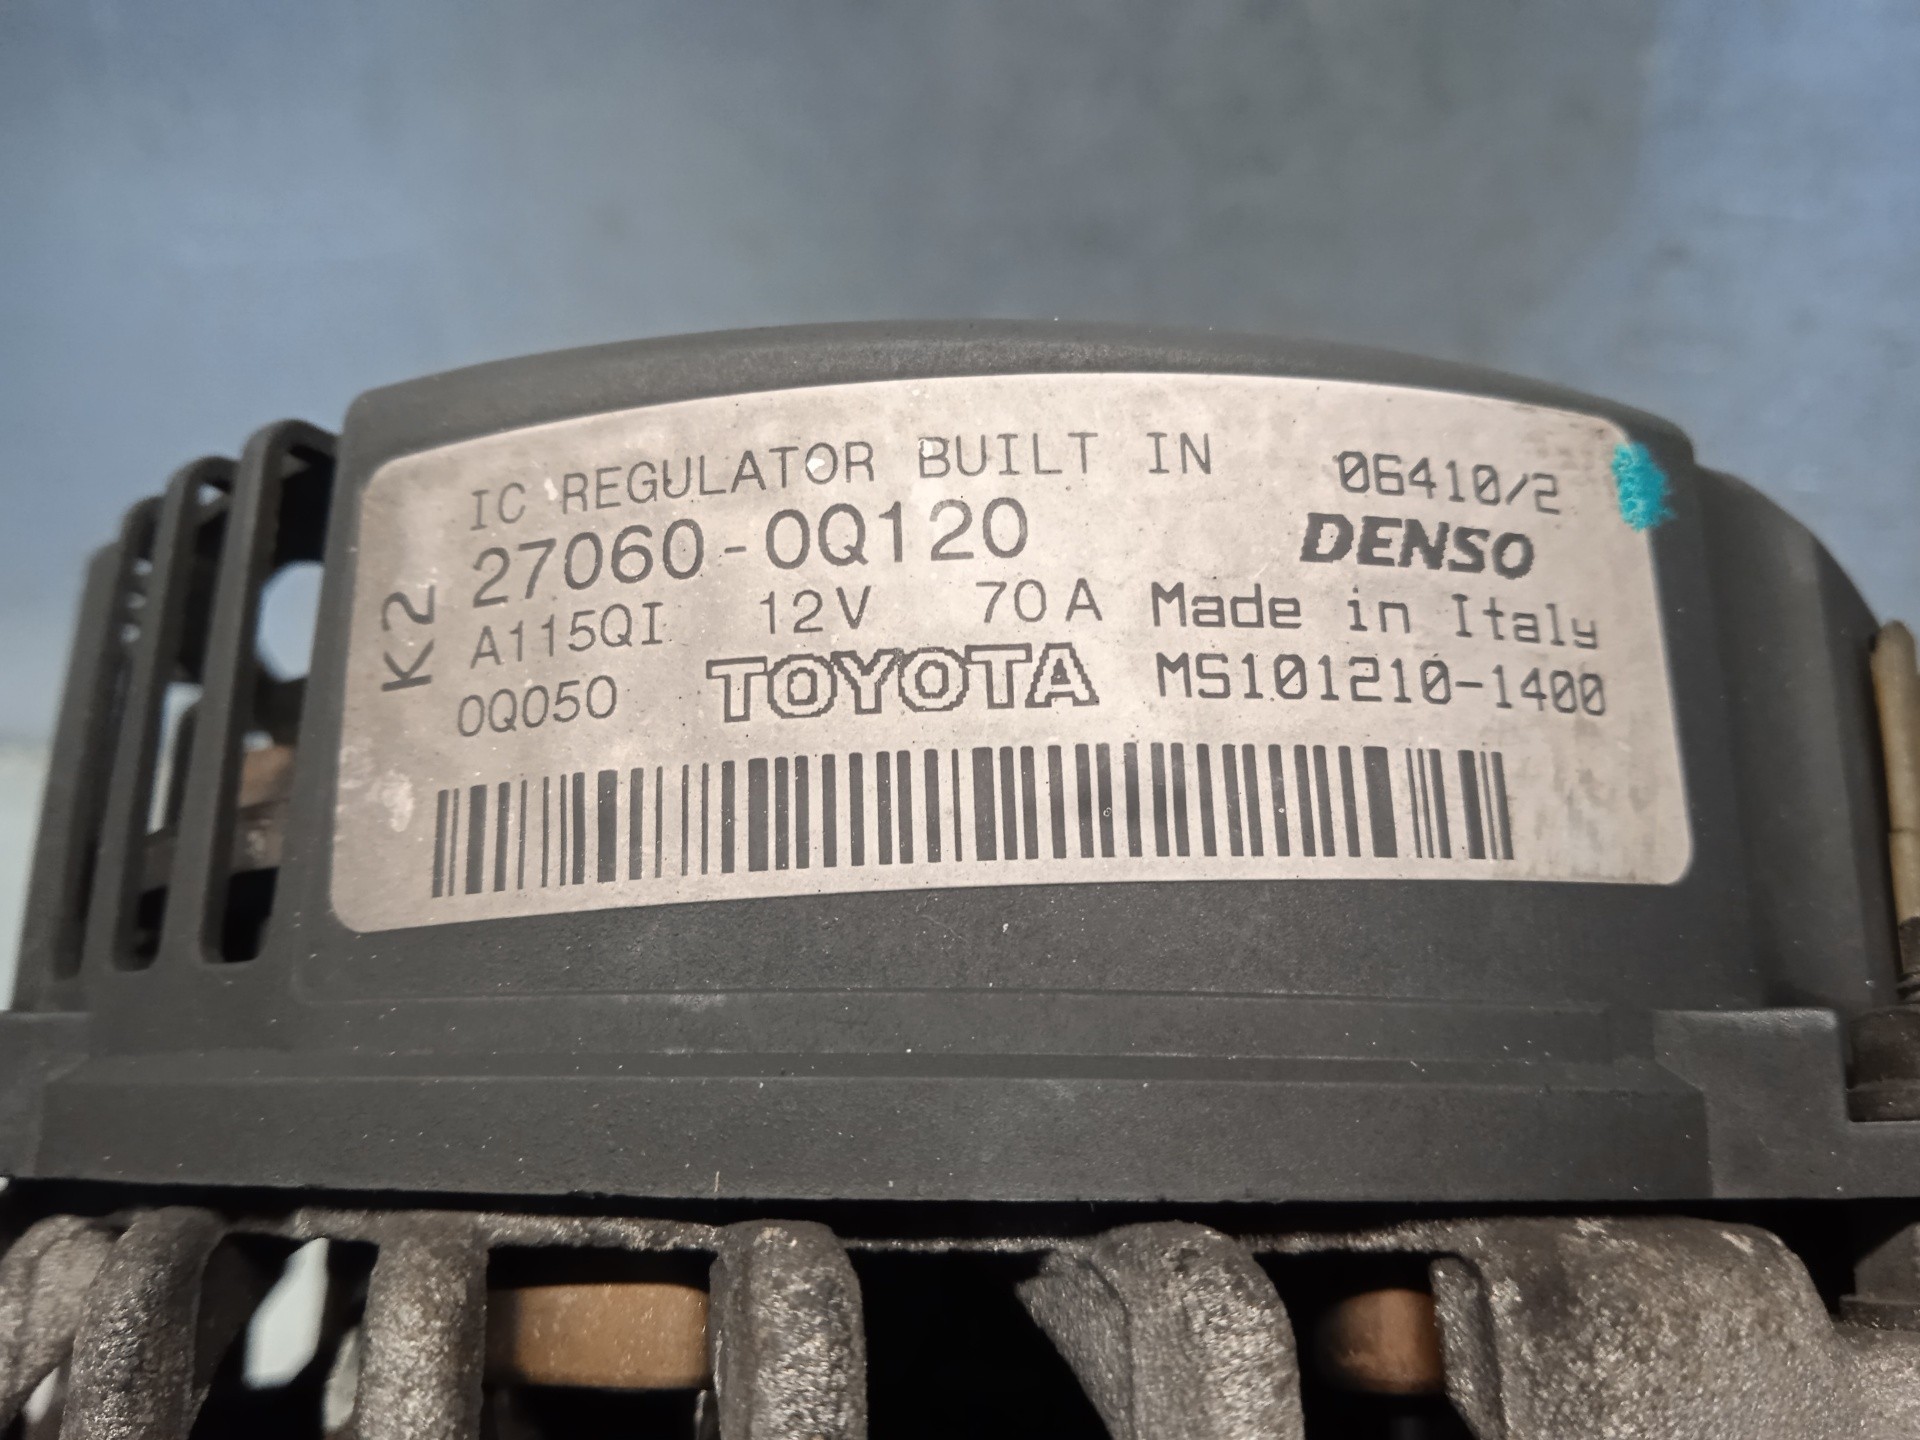 IC REGULATOR BUILT IN 06410/2
27060-0Q120 DENSO
K2
A115QI 12V 70A Made in Italy
0Q050 TOYOTA MS101210-1400